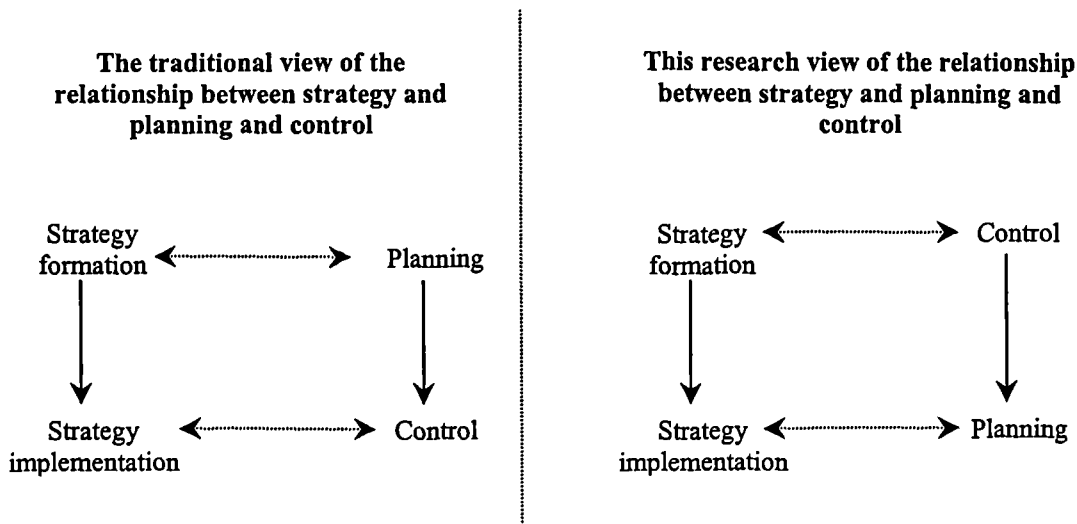 The traditional view of the
relationship between strategy and
planning and control
Strategy
formation
Planning
Strategy
implementation
Control
This research view of the relationship
between strategy and planning and
control
Strategy
formation
Control
Strategy
implementation
Planning